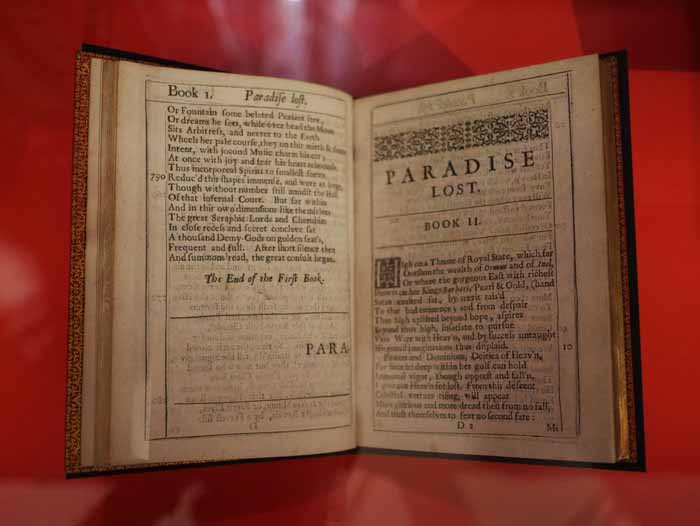 Book 1. Paradiſe loſt.
Or Fountain ſome belated Peaſant ſees,
Or dreams he ſees, while over head the Moon
Sits Arbitreſs, and neerer to the Earth
Wheels her pale courſe, they on thir mirth & dance
Intent, with jocond Muſic charm his ear;
At once with joy and fear his heart rebounds.
Thus incorporeal Spirits to ſmalleſt forms
790 Reduc'd thir ſhapes immenſe, and were at large,
Though without number ſtill amidſt the Hall
Of that infernal Court. But far within
And in thir own dimenſions like themſelves
The great Seraphic Lords and Cherubim
In cloſe receſs and ſecret conclave ſat
A thouſand Demy-Gods on golden ſeat's,
Frequent and full. After ſhort ſilence then
And ſummons read, the great conſult began.
The End of the Firſt Book.
PARA
PARADISE
LOST.
BOOK II.
High on a Throne of Royal State, which far
Outſhon the wealth of Ormus and of Ind,
Or where the gorgeous Eaſt with richeſt
Pearl & Gold, (hand
Satan exalted ſat, by merit rais'd
To that bad eminence; and from deſpair
Thus high uplifted beyond hope, aſpires
Beyond thus high, inſatiate to purſue
Vain Warr with Heav'n, and by ſucceſs untaught
His proud imaginations thus diſplaid. 10
Powers and Dominions, Deities of Heav'n,
For ſince no deep within her gulf can hold
Immortal vigor, though oppreſt and fall'n,
I give not Heav'n for loſt. From this deſcent
Celeſtial vertues riſing, will appear
More glorious and more dread then from no fall,
And truſt themſelves to fear no ſecond fate:
D 2